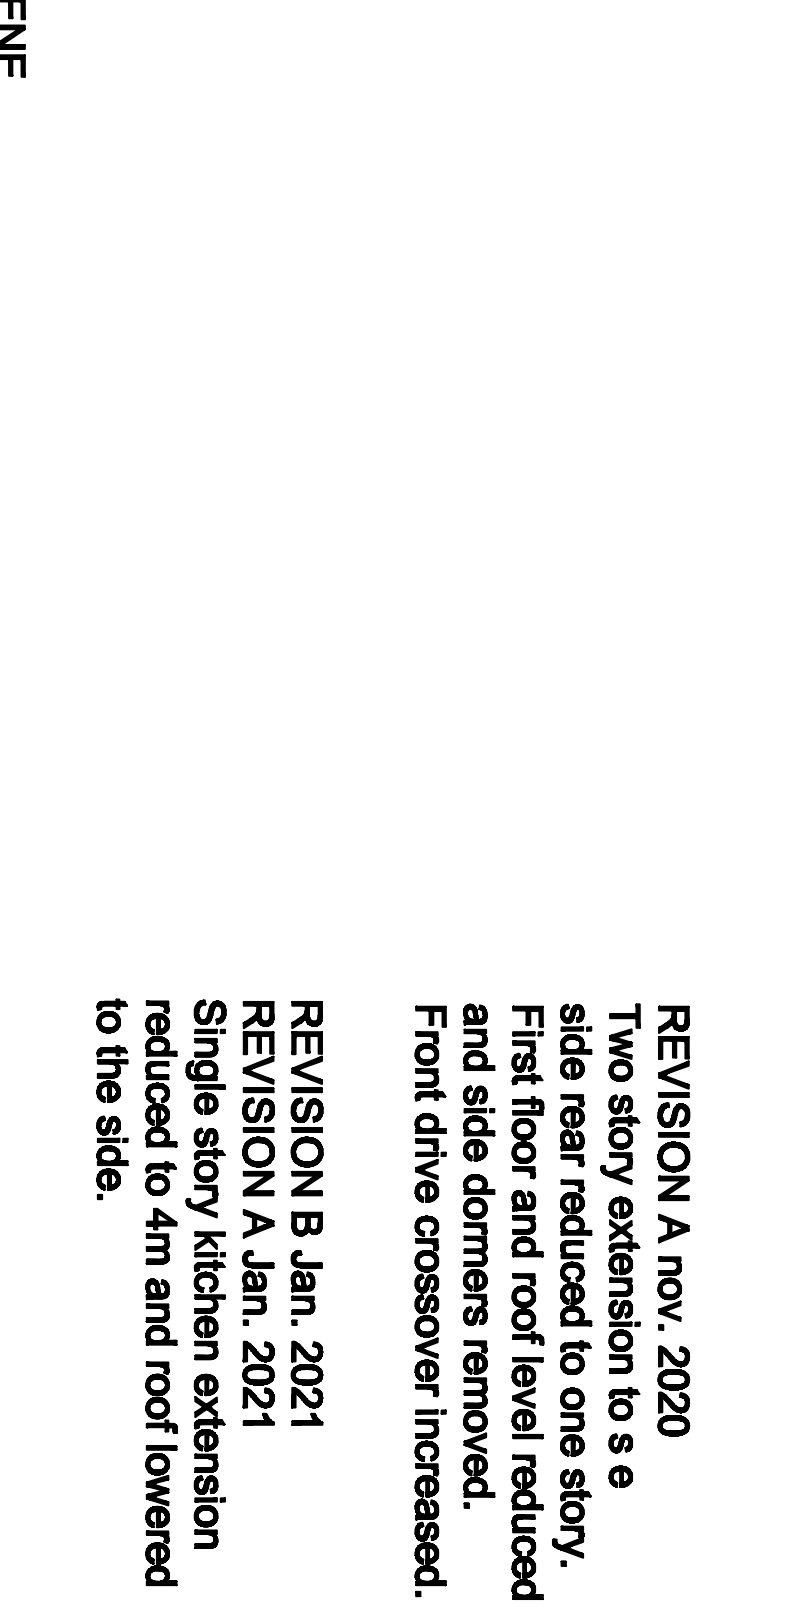 REVISION A nov. 2020
Two story extension to s e
side rear reduced to one story.
First floor and roof level reduced
and side dormers removed.
Front drive crossover increased.
REVISION B Jan. 2021
REVISION A Jan. 2021
Single story kitchen extension
reduced to 4m and roof lowered
to the side.